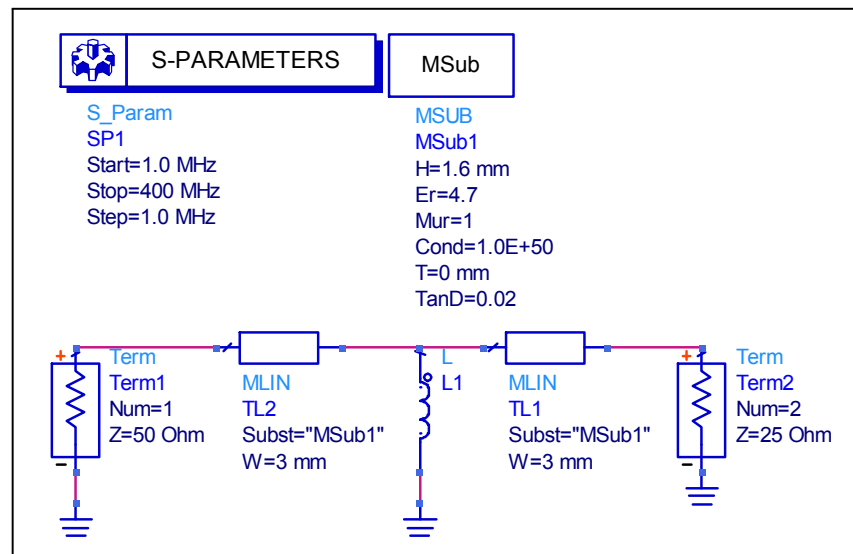 S-PARAMETERS
S_Param
SP1
Start=1.0 MHz
Stop=400 MHz
Step=1.0 MHz
MSub
MSUB
MSub1
H=1.6 mm
Er=4.7
Mur=1
Cond=1.0E+50
T=0 mm
TanD=0.02
+
Term
Term1
Num=1
Z=50 Ohm
-
MLIN
TL2
Subst="MSub1"
W=3 mm
L
L1
MLIN
TL1
Subst="MSub1"
W=3 mm
+
Term
Term2
Num=2
Z=25 Ohm
-